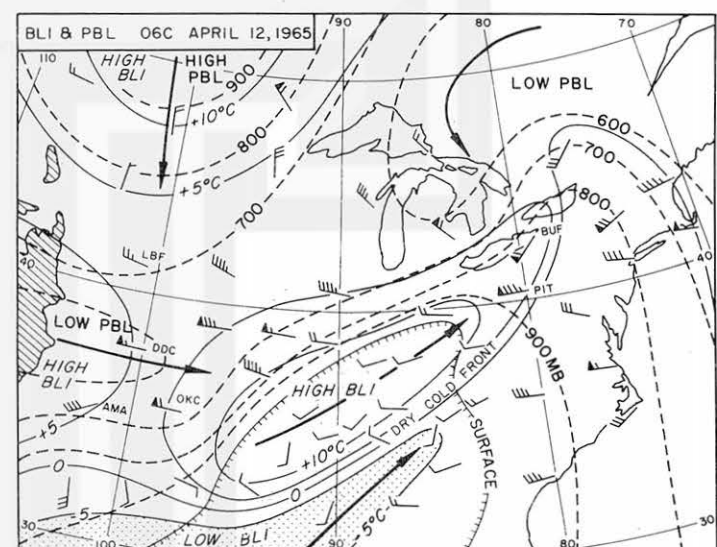 BLI & PBL 06C APRIL 12, 1965
90
80
70
110
HIGH BLI
HIGH PBL
900
+10°C
800
+5°C
700
LOW PBL
600
700
800
LBF
BUF
40
40
PIT
LOW PBL
DDC
HIGH BLI
900 MB
HIGH BLI
OKC
AMA
DRY COLD FRONT
SURFACE
+5
+10°C
0
0
-5
-5°C
LOW BLI
30
100
90
80
30